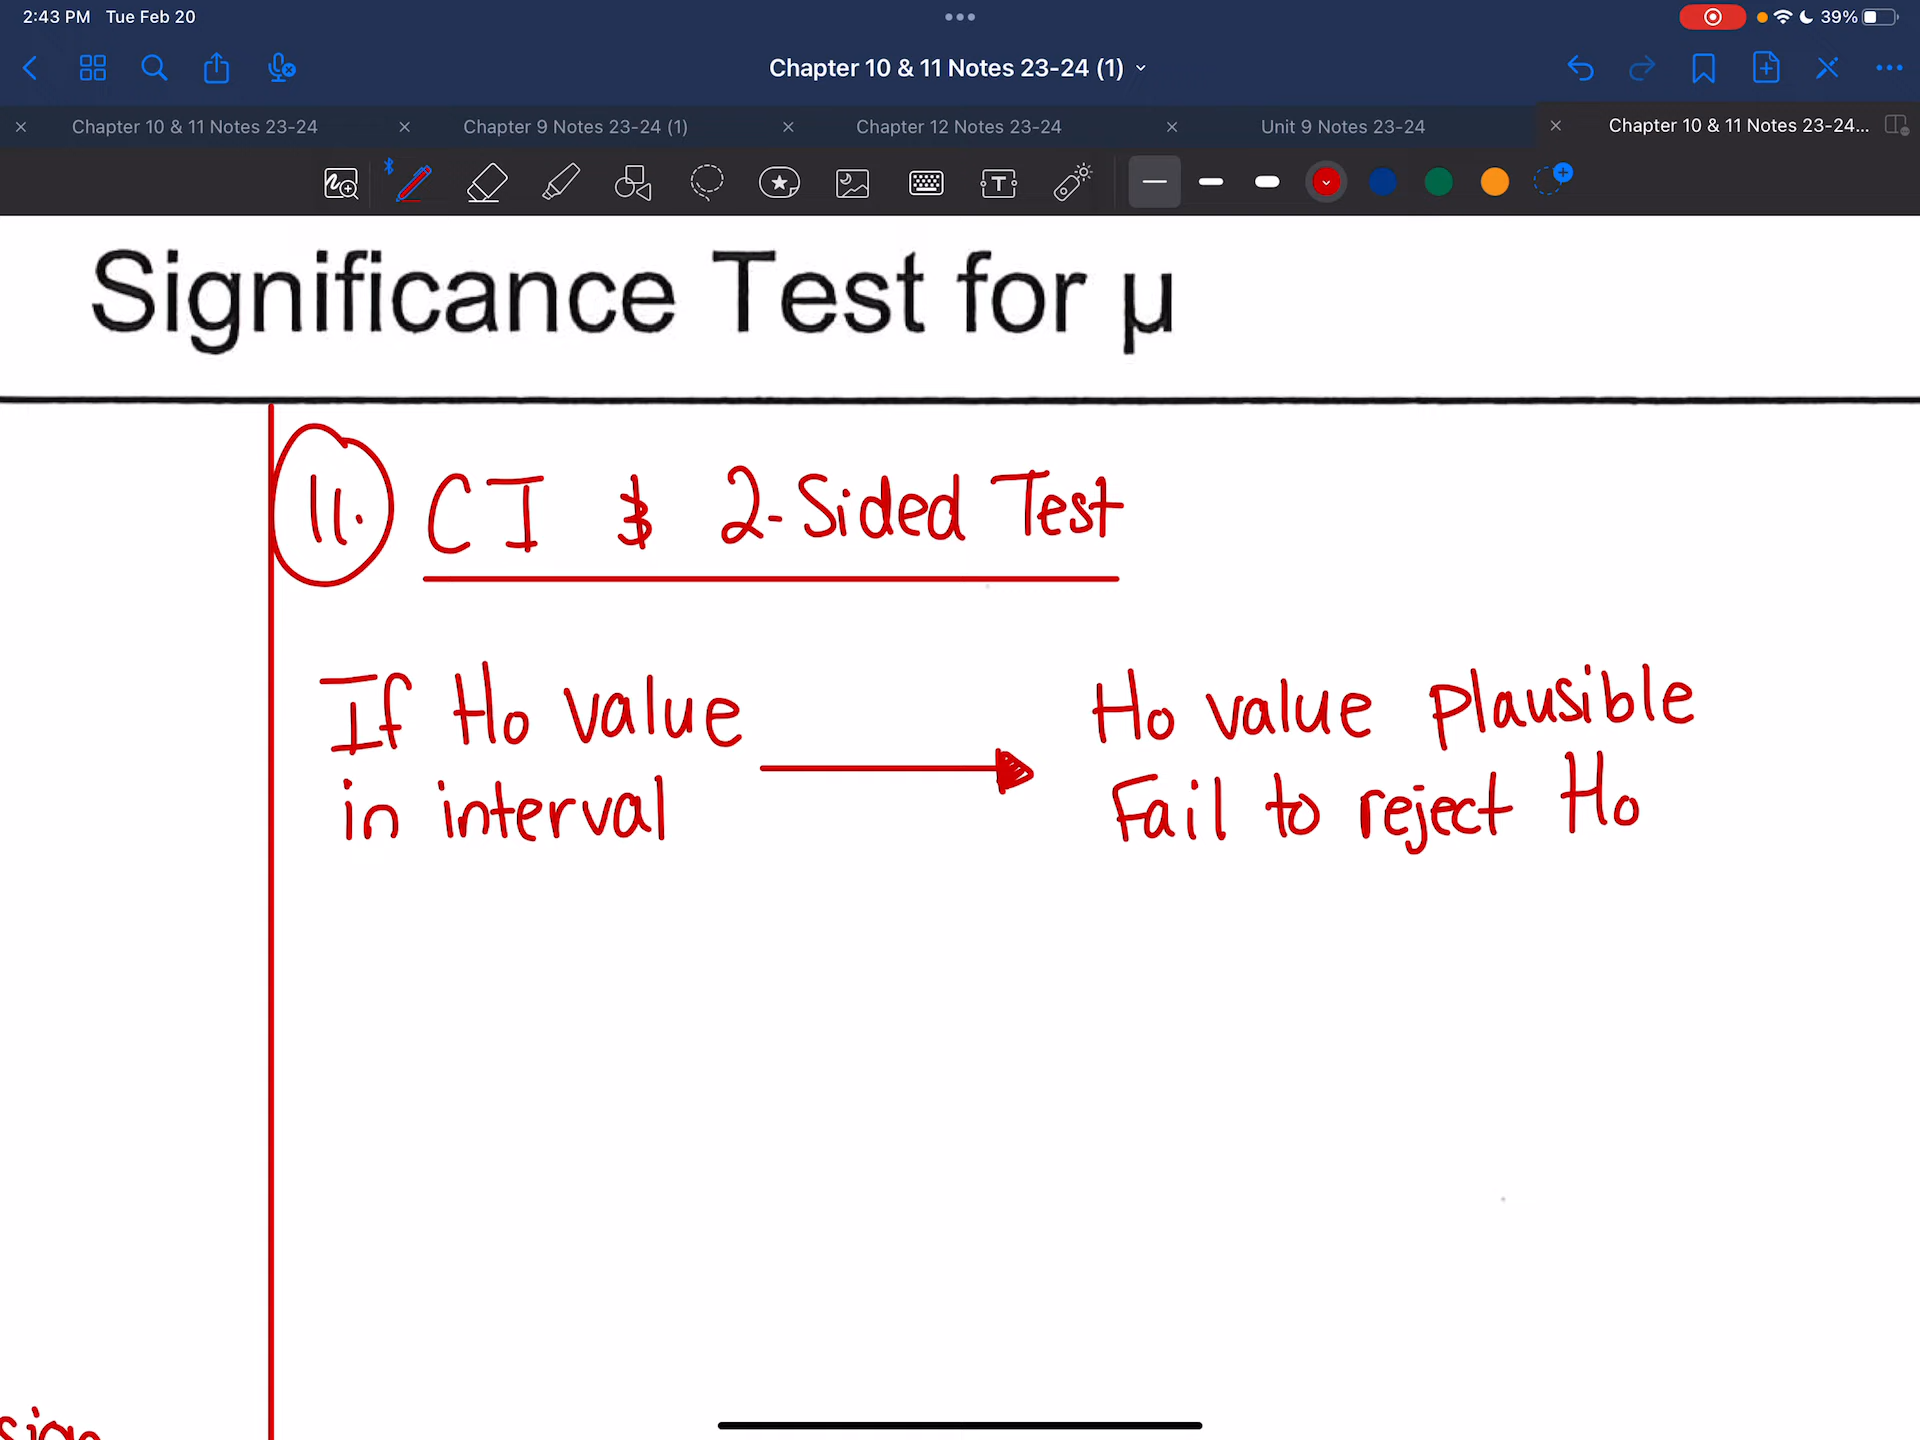 2:43 PM Tue Feb 20
39%
Chapter 10 & 11 Notes 23-24 (1)
Chapter 10 & 11 Notes 23-24
Chapter 9 Notes 23-24 (1)
Chapter 12 Notes 23-24
Unit 9 Notes 23-24
Chapter 10 & 11 Notes 23-24...
T
Significance Test for μ
11. CI & 2-Sided Test
If Ho value
in interval
Ho value plausible
Fail to reject Ho
sign